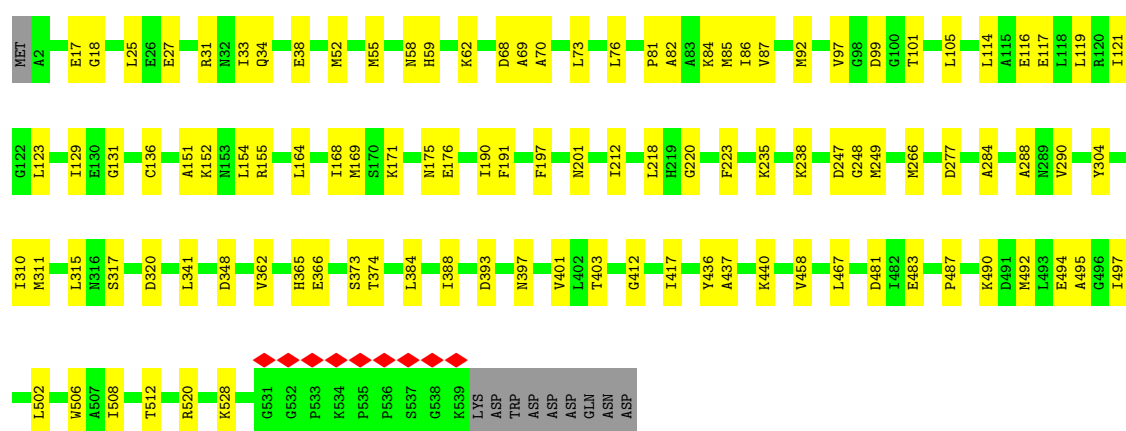 MET A2 E17 G18 L25 E26 E27 R31 N32 I33 Q34 E38 M52 M55 N58 H59 K62 D68 A69 A70 L73 L76 P81 A82 A83 K84 M85 I86 V87 M92 V97 G98 D99 G100 T101 L105 L114 A115 E116 E117 L118 L119 R120 I121
G122 L123 I129 E130 G131 C136 A151 K152 N153 L154 R155 L164 I168 M169 S170 K171 N175 E176 I190 F191 F197 N201 I212 L218 H219 G220 F223 K235 K238 D247 G248 M249 M266 D277 A284 A288 N289 V290 Y304
I310 M311 L315 N316 S317 D320 L341 D348 V362 H365 E366 S373 T374 L384 I388 D393 N397 V401 L402 T403 G412 I417 Y436 A437 K440 V458 L467 D481 I482 E483 P487 K490 D491 M492 L493 E494 A495 G496 I497
L502 W506 A507 I508 T512 R520 K528 G531 G532 P533 K534 P535 P536 S537 G538 K539 LYS ASP TRP ASP ASP ASP ASP GLN ASN ASP